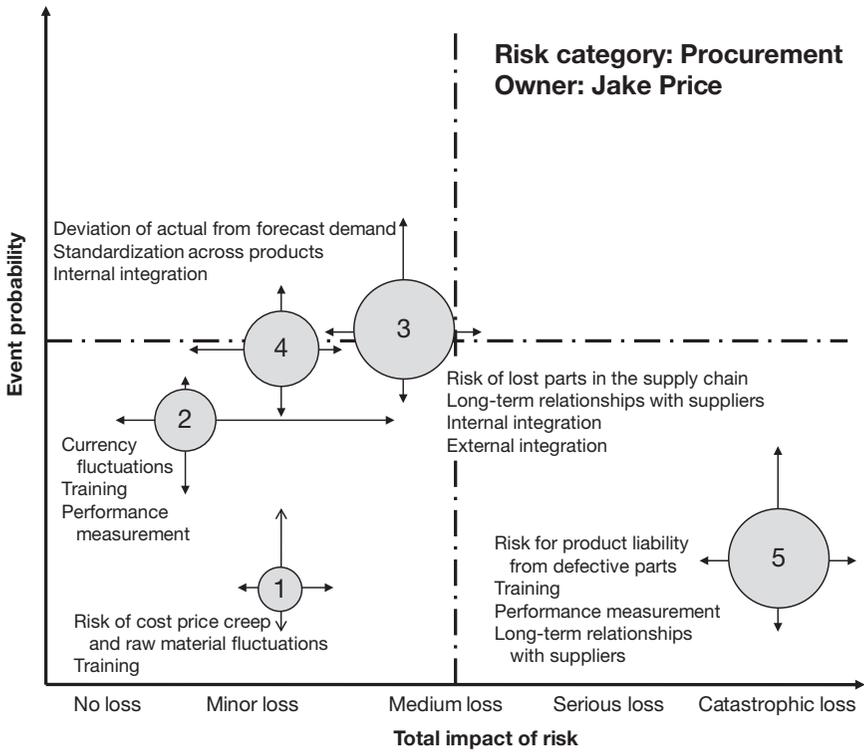 Risk category: Procurement
Owner: Jake Price
Event probability
Deviation of actual from forecast demand
Standardization across products
Internal integration
3
4
Risk of lost parts in the supply chain
Long-term relationships with suppliers
Internal integration
External integration
2
Currency
fluctuations
Training
Performance
measurement
Risk for product liability
from defective parts
Training
Performance measurement
Long-term relationships
with suppliers
5
1
Risk of cost price creep
and raw material fluctuations
Training
No loss
Minor loss
Medium loss
Serious loss
Catastrophic loss
Total impact of risk